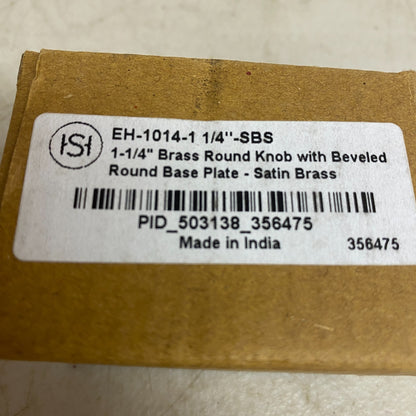 HSH
EH-1014-1 1/4"-SBS
1-1/4" Brass Round Knob with Beveled
Round Base Plate - Satin Brass
PID_503138_356475
Made in India 356475